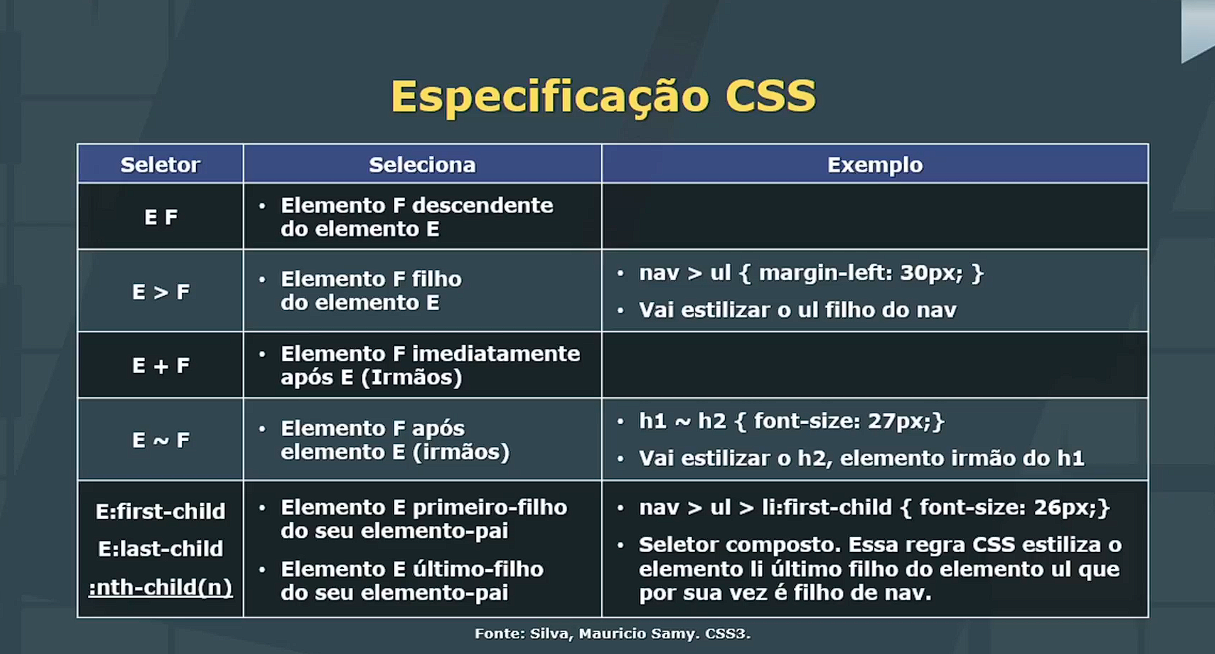 Especificação CSS
Seletor
Seleciona
Exemplo
E F
• Elemento F descendente
do elemento E
E > F
• Elemento F filho
do elemento E
• nav > ul { margin-left: 30px; }
• Vai estilizar o ul filho do nav
E + F
• Elemento F imediatamente
após E (Irmãos)
E ~ F
• Elemento F após
elemento E (irmãos)
• h1 ~ h2 { font-size: 27px;}
• Vai estilizar o h2, elemento irmão do h1
E:first-child
E:last-child
:nth-child(n)
• Elemento E primeiro-filho
do seu elemento-pai
• Elemento E último-filho
do seu elemento-pai
• nav > ul > li:first-child { font-size: 26px;}
• Seletor composto. Essa regra CSS estiliza o
elemento li último filho do elemento ul que
por sua vez é filho de nav.
Fonte: Silva, Mauricio Samy. CSS3.